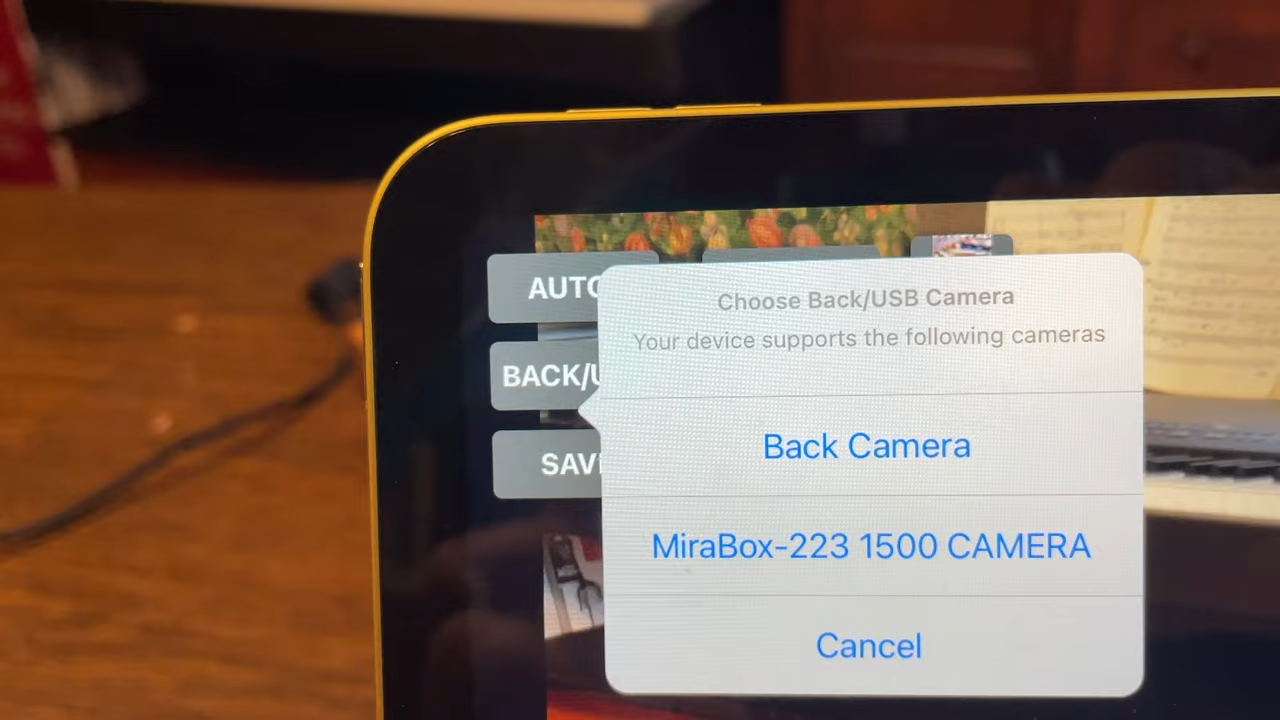 AUTO
Choose Back/USB Camera
Your device supports the following cameras
BACK/U
Back Camera
SAV
MiraBox-223 1500 CAMERA
Cancel